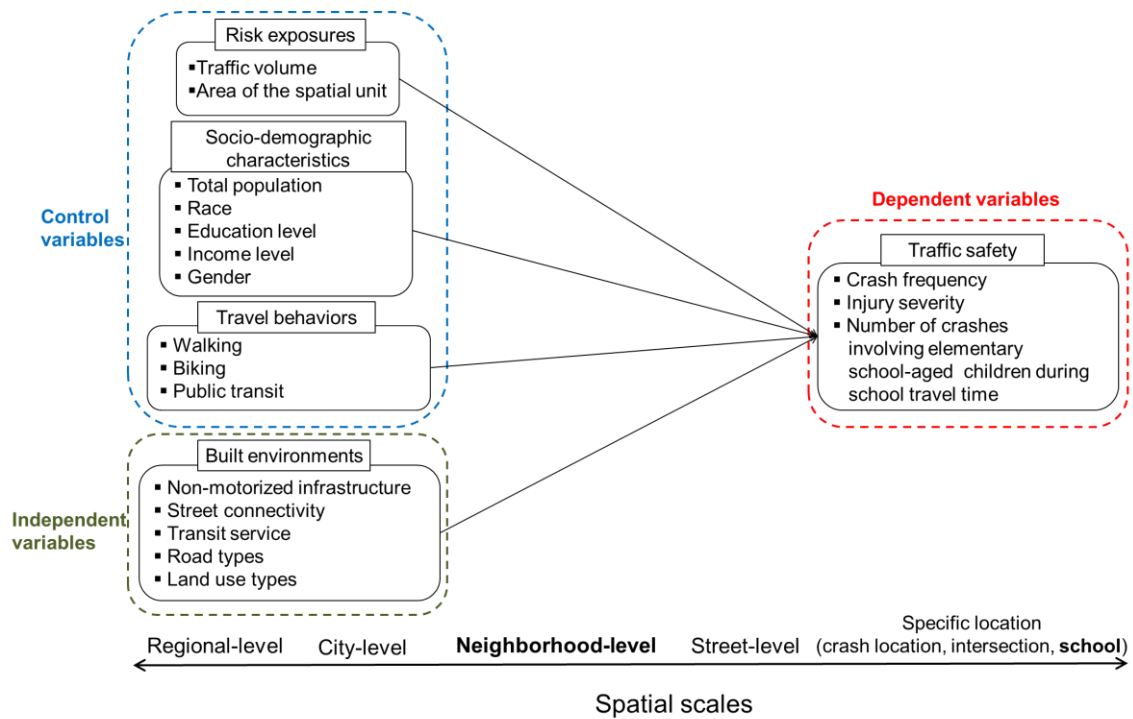 Risk exposures
▪Traffic volume
▪Area of the spatial unit
Socio-demographic
characteristics
▪ Total population
▪ Race
▪ Education level
▪ Income level
▪ Gender
Control
variables
Travel behaviors
▪ Walking
▪ Biking
▪ Public transit
Built environments
▪ Non-motorized infrastructure
▪ Street connectivity
▪ Transit service
▪ Road types
▪ Land use types
Independent
variables
Dependent variables
Traffic safety
▪ Crash frequency
▪ Injury severity
▪ Number of crashes
involving elementary
school-aged children during
school travel time
Regional-level
City-level
Neighborhood-level
Street-level
Specific location
(crash location, intersection, school)
Spatial scales